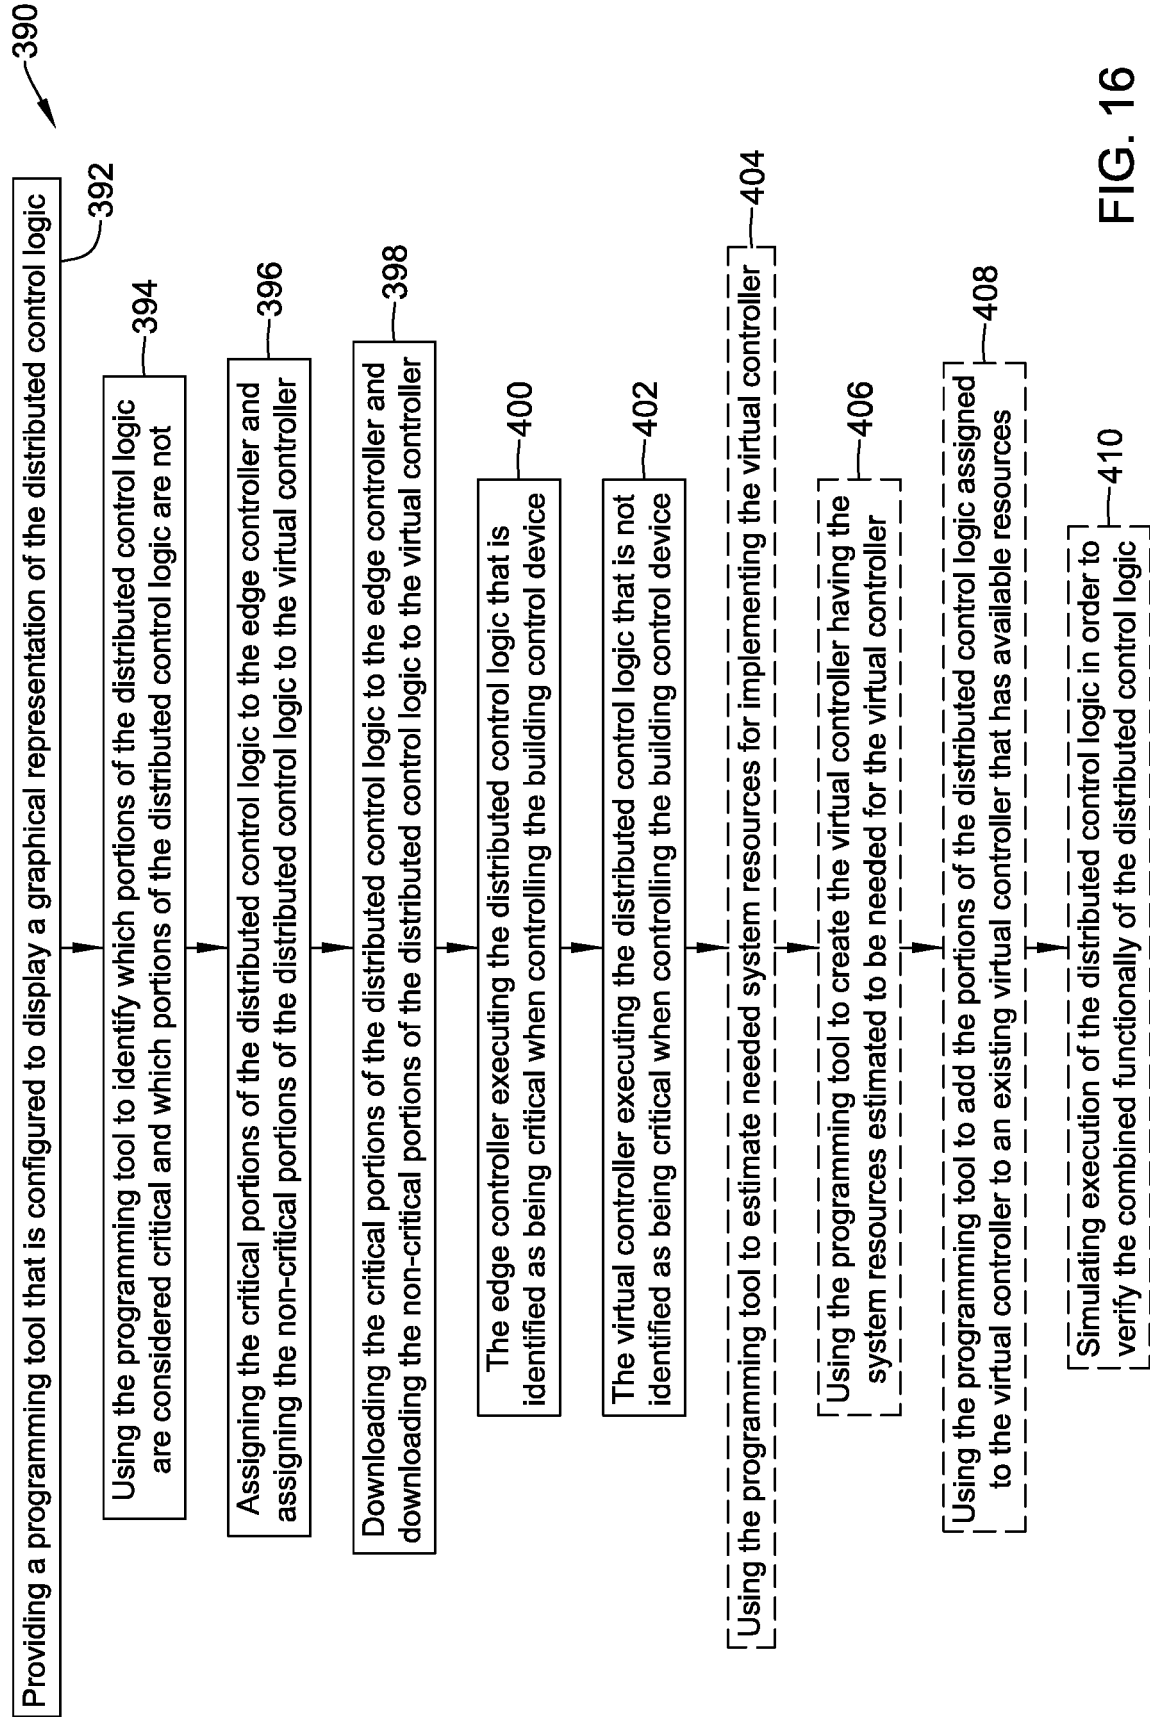 390
Providing a programming tool that is configured to display a graphical representation of the distributed control logic
392
Using the programming tool to identify which portions of the distributed control logic
are considered critical and which portions of the distributed control logic are not
394
Assigning the critical portions of the distributed control logic to the edge controller and
assigning the non-critical portions of the distributed control logic to the virtual controller
396
Downloading the critical portions of the distributed control logic to the edge controller and
downloading the non-critical portions of the distributed control logic to the virtual controller
398
The edge controller executing the distributed control logic that is
identified as being critical when controlling the building control device
400
The virtual controller executing the distributed control logic that is not
identified as being critical when controlling the building control device
402
Using the programming tool to estimate needed system resources for implementing the virtual controller
404
Using the programming tool to create the virtual controller having the
system resources estimated to be needed for the virtual controller
406
Using the programming tool to add the portions of the distributed control logic assigned
to the virtual controller to an existing virtual controller that has available resources
408
Simulating execution of the distributed control logic in order to
verify the combined functionally of the distributed control logic
410
FIG. 16